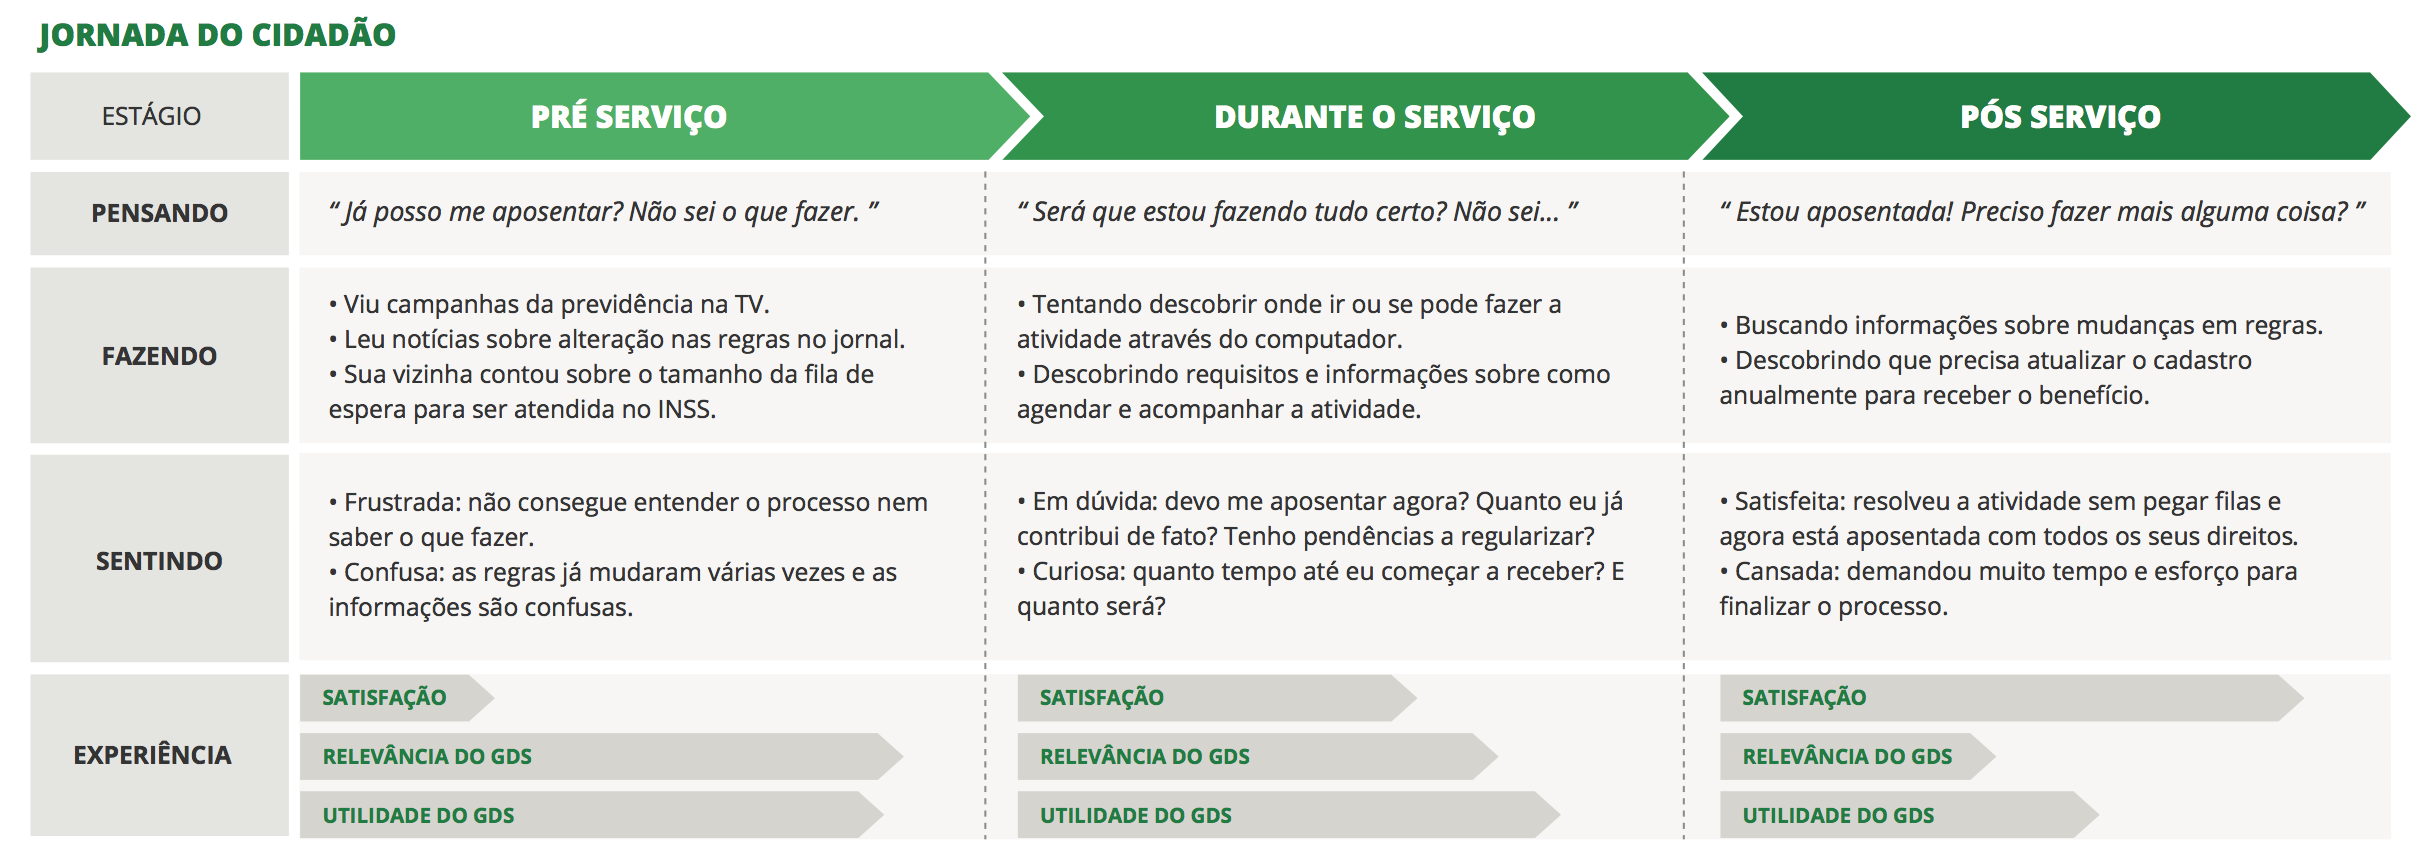 JORNADA DO CIDADÃO
ESTÁGIO
PRÉ SERVIÇO
DURANTE O SERVIÇO
PÓS SERVIÇO
PENSANDO
“ Já posso me aposentar? Não sei o que fazer. ”
“ Será que estou fazendo tudo certo? Não sei... ”
“ Estou aposentada! Preciso fazer mais alguma coisa? ”
FAZENDO
• Viu campanhas da previdência na TV.
• Leu notícias sobre alteração nas regras no jornal.
• Sua vizinha contou sobre o tamanho da fila de
espera para ser atendida no INSS.
• Tentando descobrir onde ir ou se pode fazer a
atividade através do computador.
• Descobrindo requisitos e informações sobre como
agendar e acompanhar a atividade.
• Buscando informações sobre mudanças em regras.
• Descobrindo que precisa atualizar o cadastro
anualmente para receber o benefício.
SENTINDO
• Frustrada: não consegue entender o processo nem
saber o que fazer.
• Confusa: as regras já mudaram várias vezes e as
informações são confusas.
• Em dúvida: devo me aposentar agora? Quanto eu já
contribui de fato? Tenho pendências a regularizar?
• Curiosa: quanto tempo até eu começar a receber? E
quanto será?
• Satisfeita: resolveu a atividade sem pegar filas e
agora está aposentada com todos os seus direitos.
• Cansada: demandou muito tempo e esforço para
finalizar o processo.
EXPERIÊNCIA
SATISFAÇÃO
RELEVÂNCIA DO GDS
UTILIDADE DO GDS
SATISFAÇÃO
RELEVÂNCIA DO GDS
UTILIDADE DO GDS
SATISFAÇÃO
RELEVÂNCIA DO GDS
UTILIDADE DO GDS